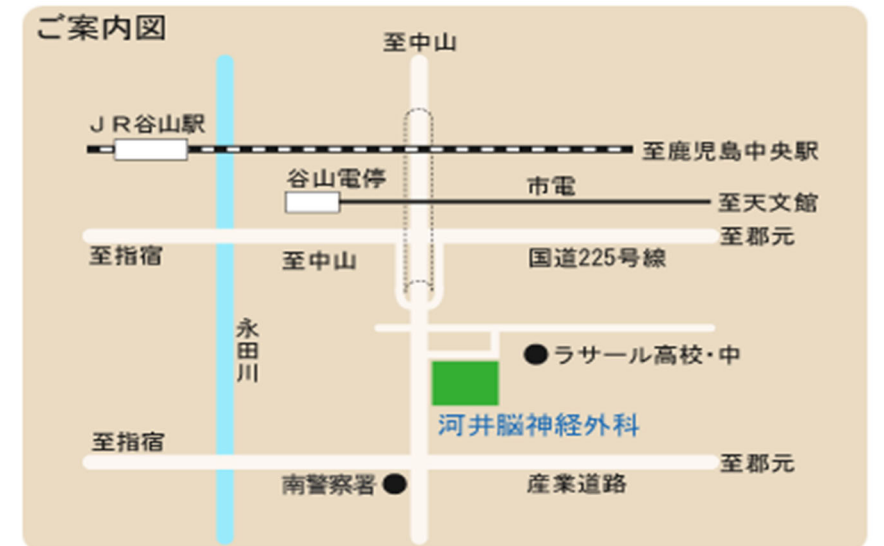 ご案内図
至中山
ＪＲ谷山駅
至鹿児島中央駅
谷山電停
市電
至天文館
至郡元
至指宿
至中山
国道225号線
永田川
ラサール高校・中
河井脳神経外科
至指宿
至郡元
南警察署
産業道路